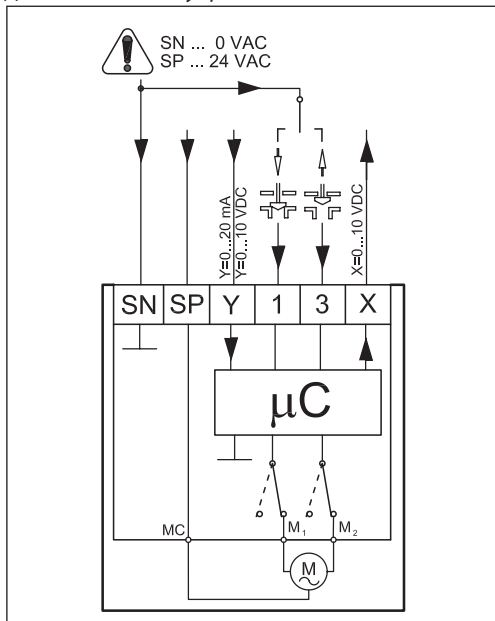 SN ... 0 VAC
SP ... 24 VAC
Y=0...20 mA
Y=0...10 VDC
X=0...10 VDC
SN SP Y 1 3 X
μC
MC M₁ M₂
M